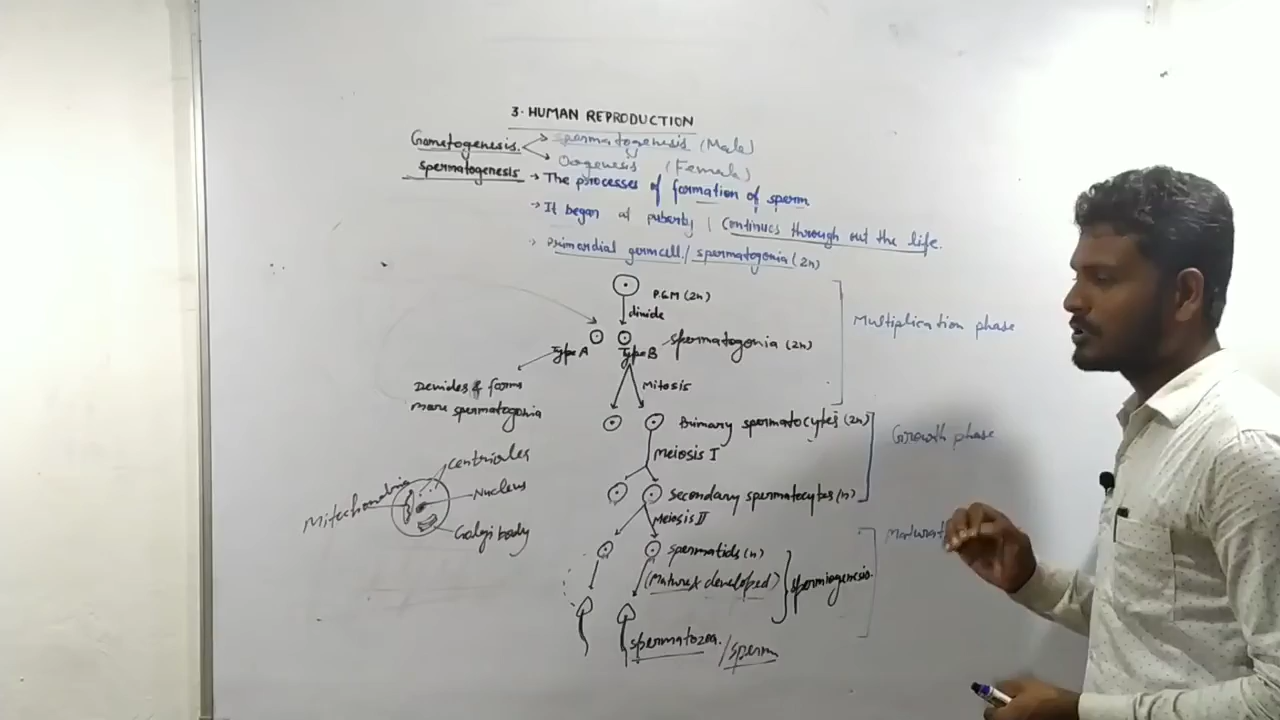 3. HUMAN REPRODUCTION
Gametogenesis. spermatogenesis (Male)
Oogenesis (Female)
spermatogenesis → The processes of formation of sperm
→ It began at puberty | Continues through out the life.
→ Primordial germcell / spermatogonia (2n)
P.G.M (2n)
divide
Type A Type B spermatogonia (2n)
Multiplication phase
Devides & forms
more spermatogonia
Mitosis
Primary spermatocytes (2n)
Growth phase
Meiosis I
centrioles
Mitochondria
Nucleus
Golgi body
Secondary spermatocytes (n)
Meiosis II
spermatids (n)
(Mature & developed)
spermiogenesis.
spermatozoa. / sperm